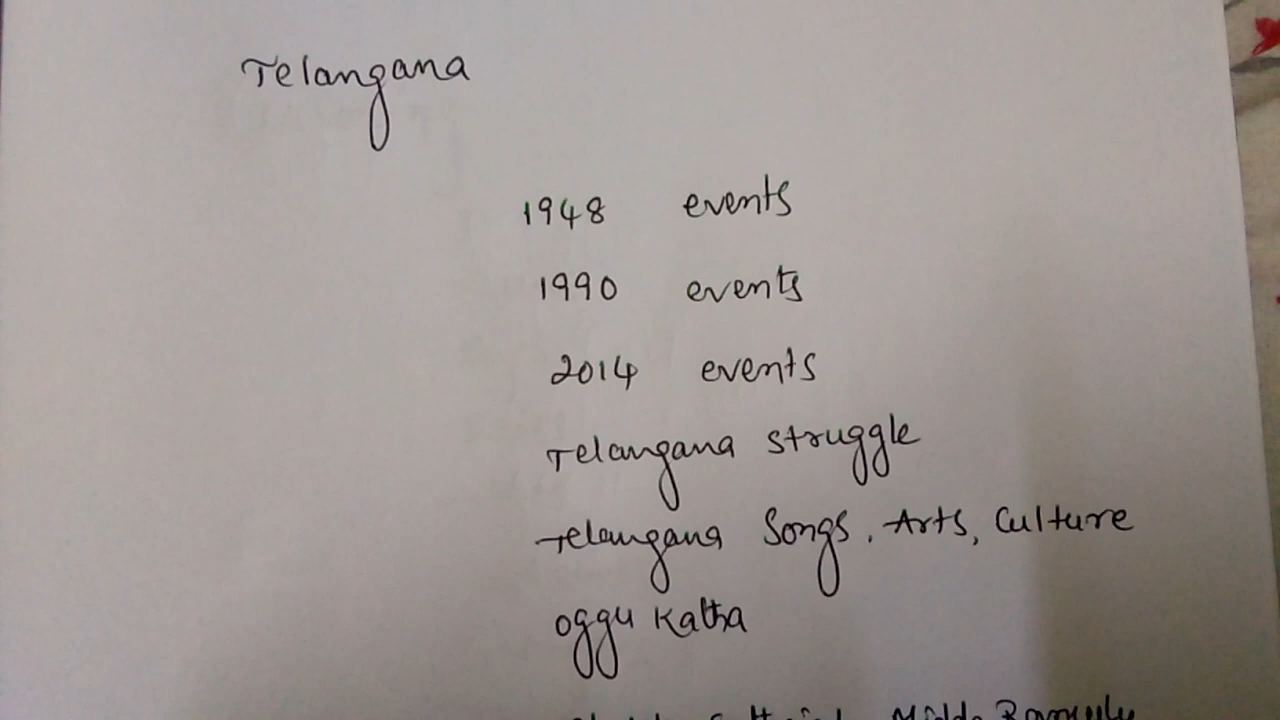 Telangana
1948 events
1990 events
2014 events
Telangana struggle
Telangana Songs, Arts, Culture
Oggu Katha